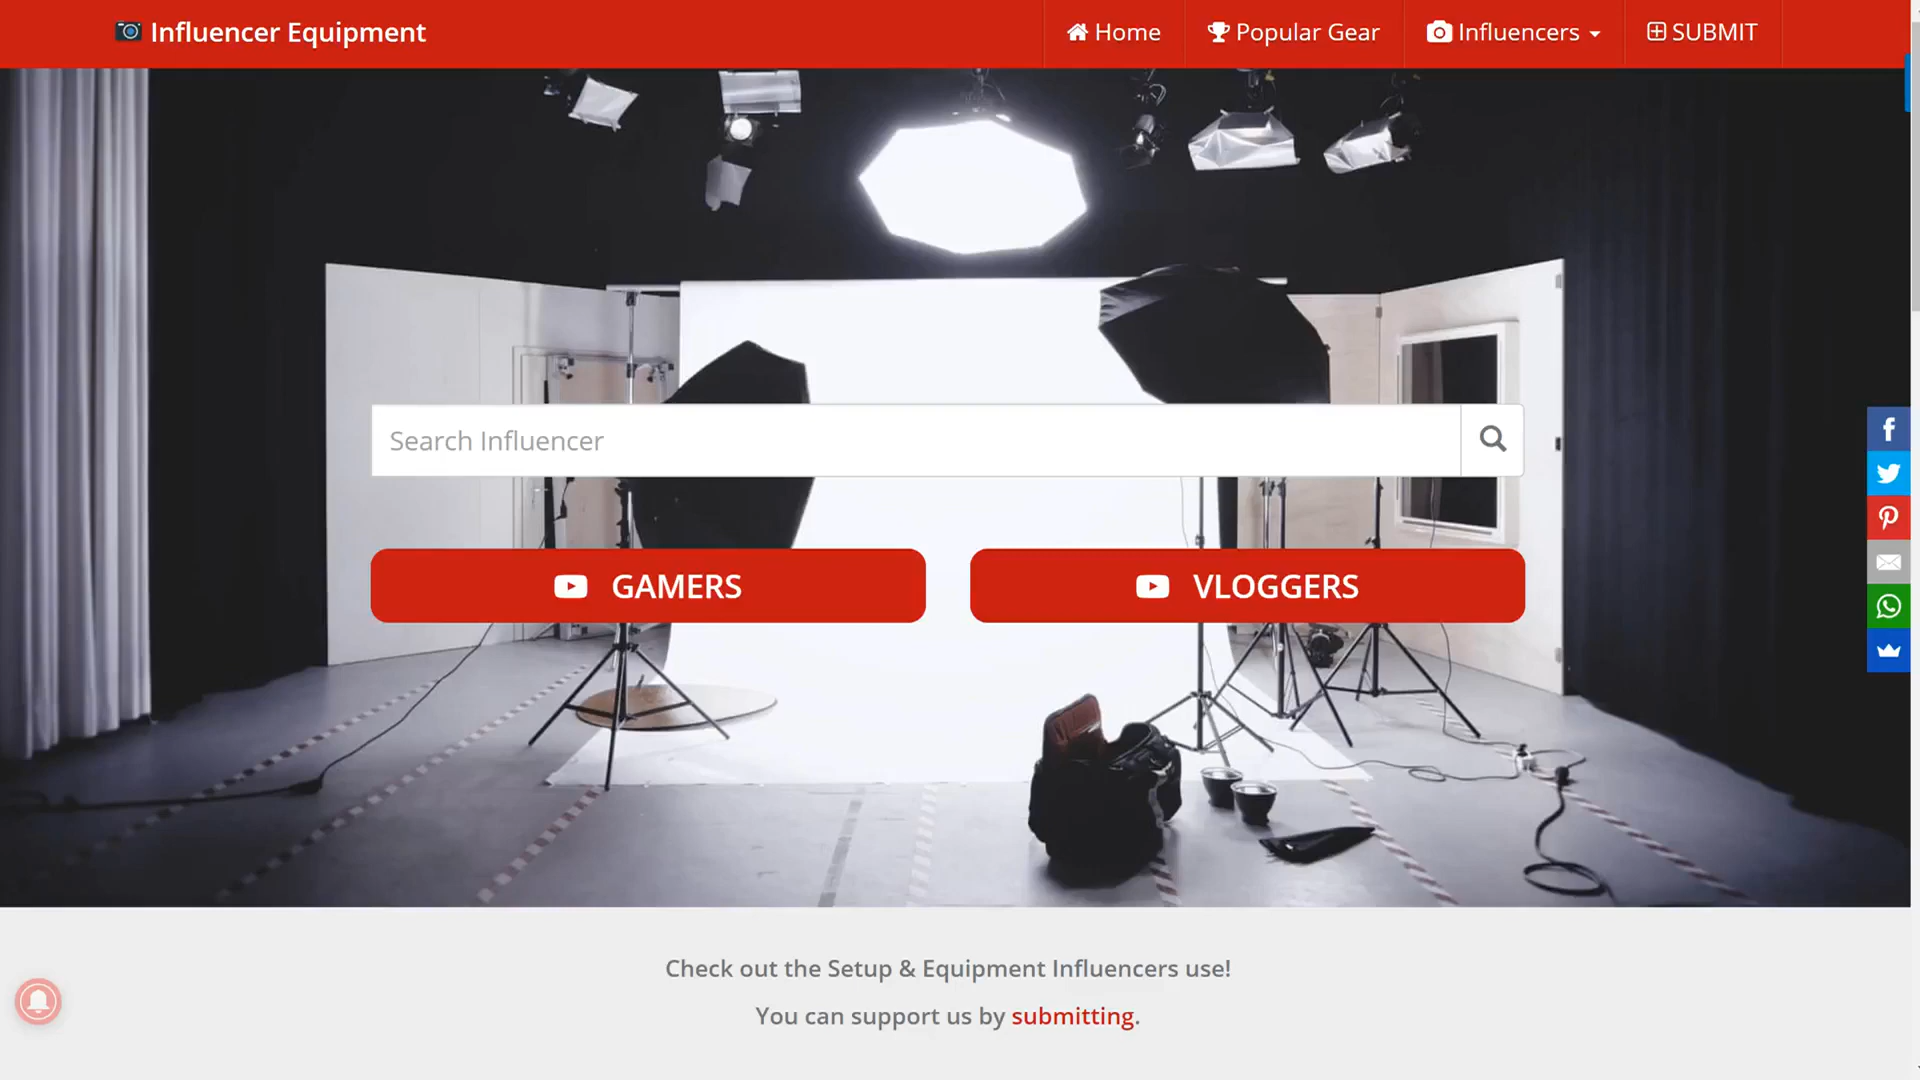 Influencer Equipment
Home
Popular Gear
Influencers
SUBMIT
Search Influencer
GAMERS
VLOGGERS
Check out the Setup & Equipment Influencers use!
You can support us by submitting.